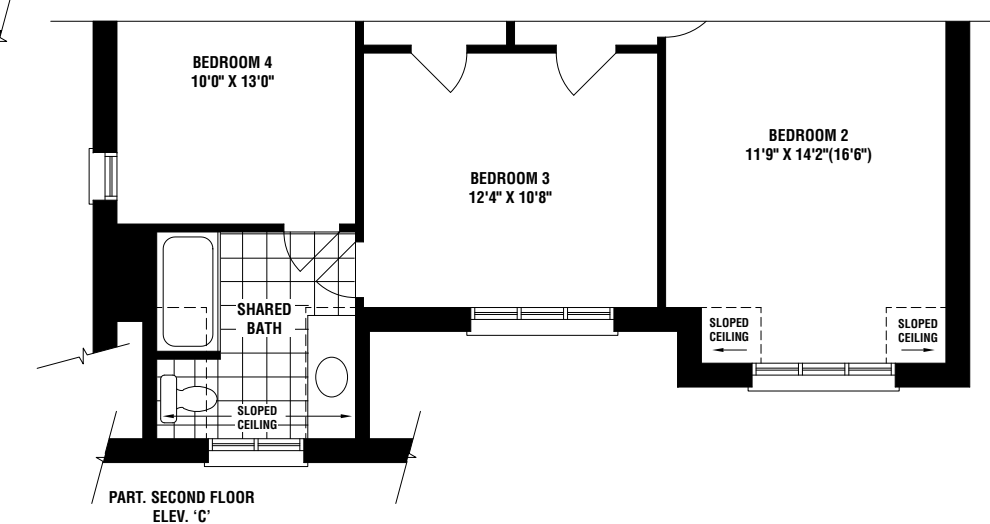 BEDROOM 4
10'0" X 13'0"
BEDROOM 2
11'9" X 14'2"(16'6")
BEDROOM 3
12'4" X 10'8"
SHARED
BATH
SLOPED
CEILING
SLOPED
CEILING
SLOPED
CEILING
PART. SECOND FLOOR
ELEV. ‘C’